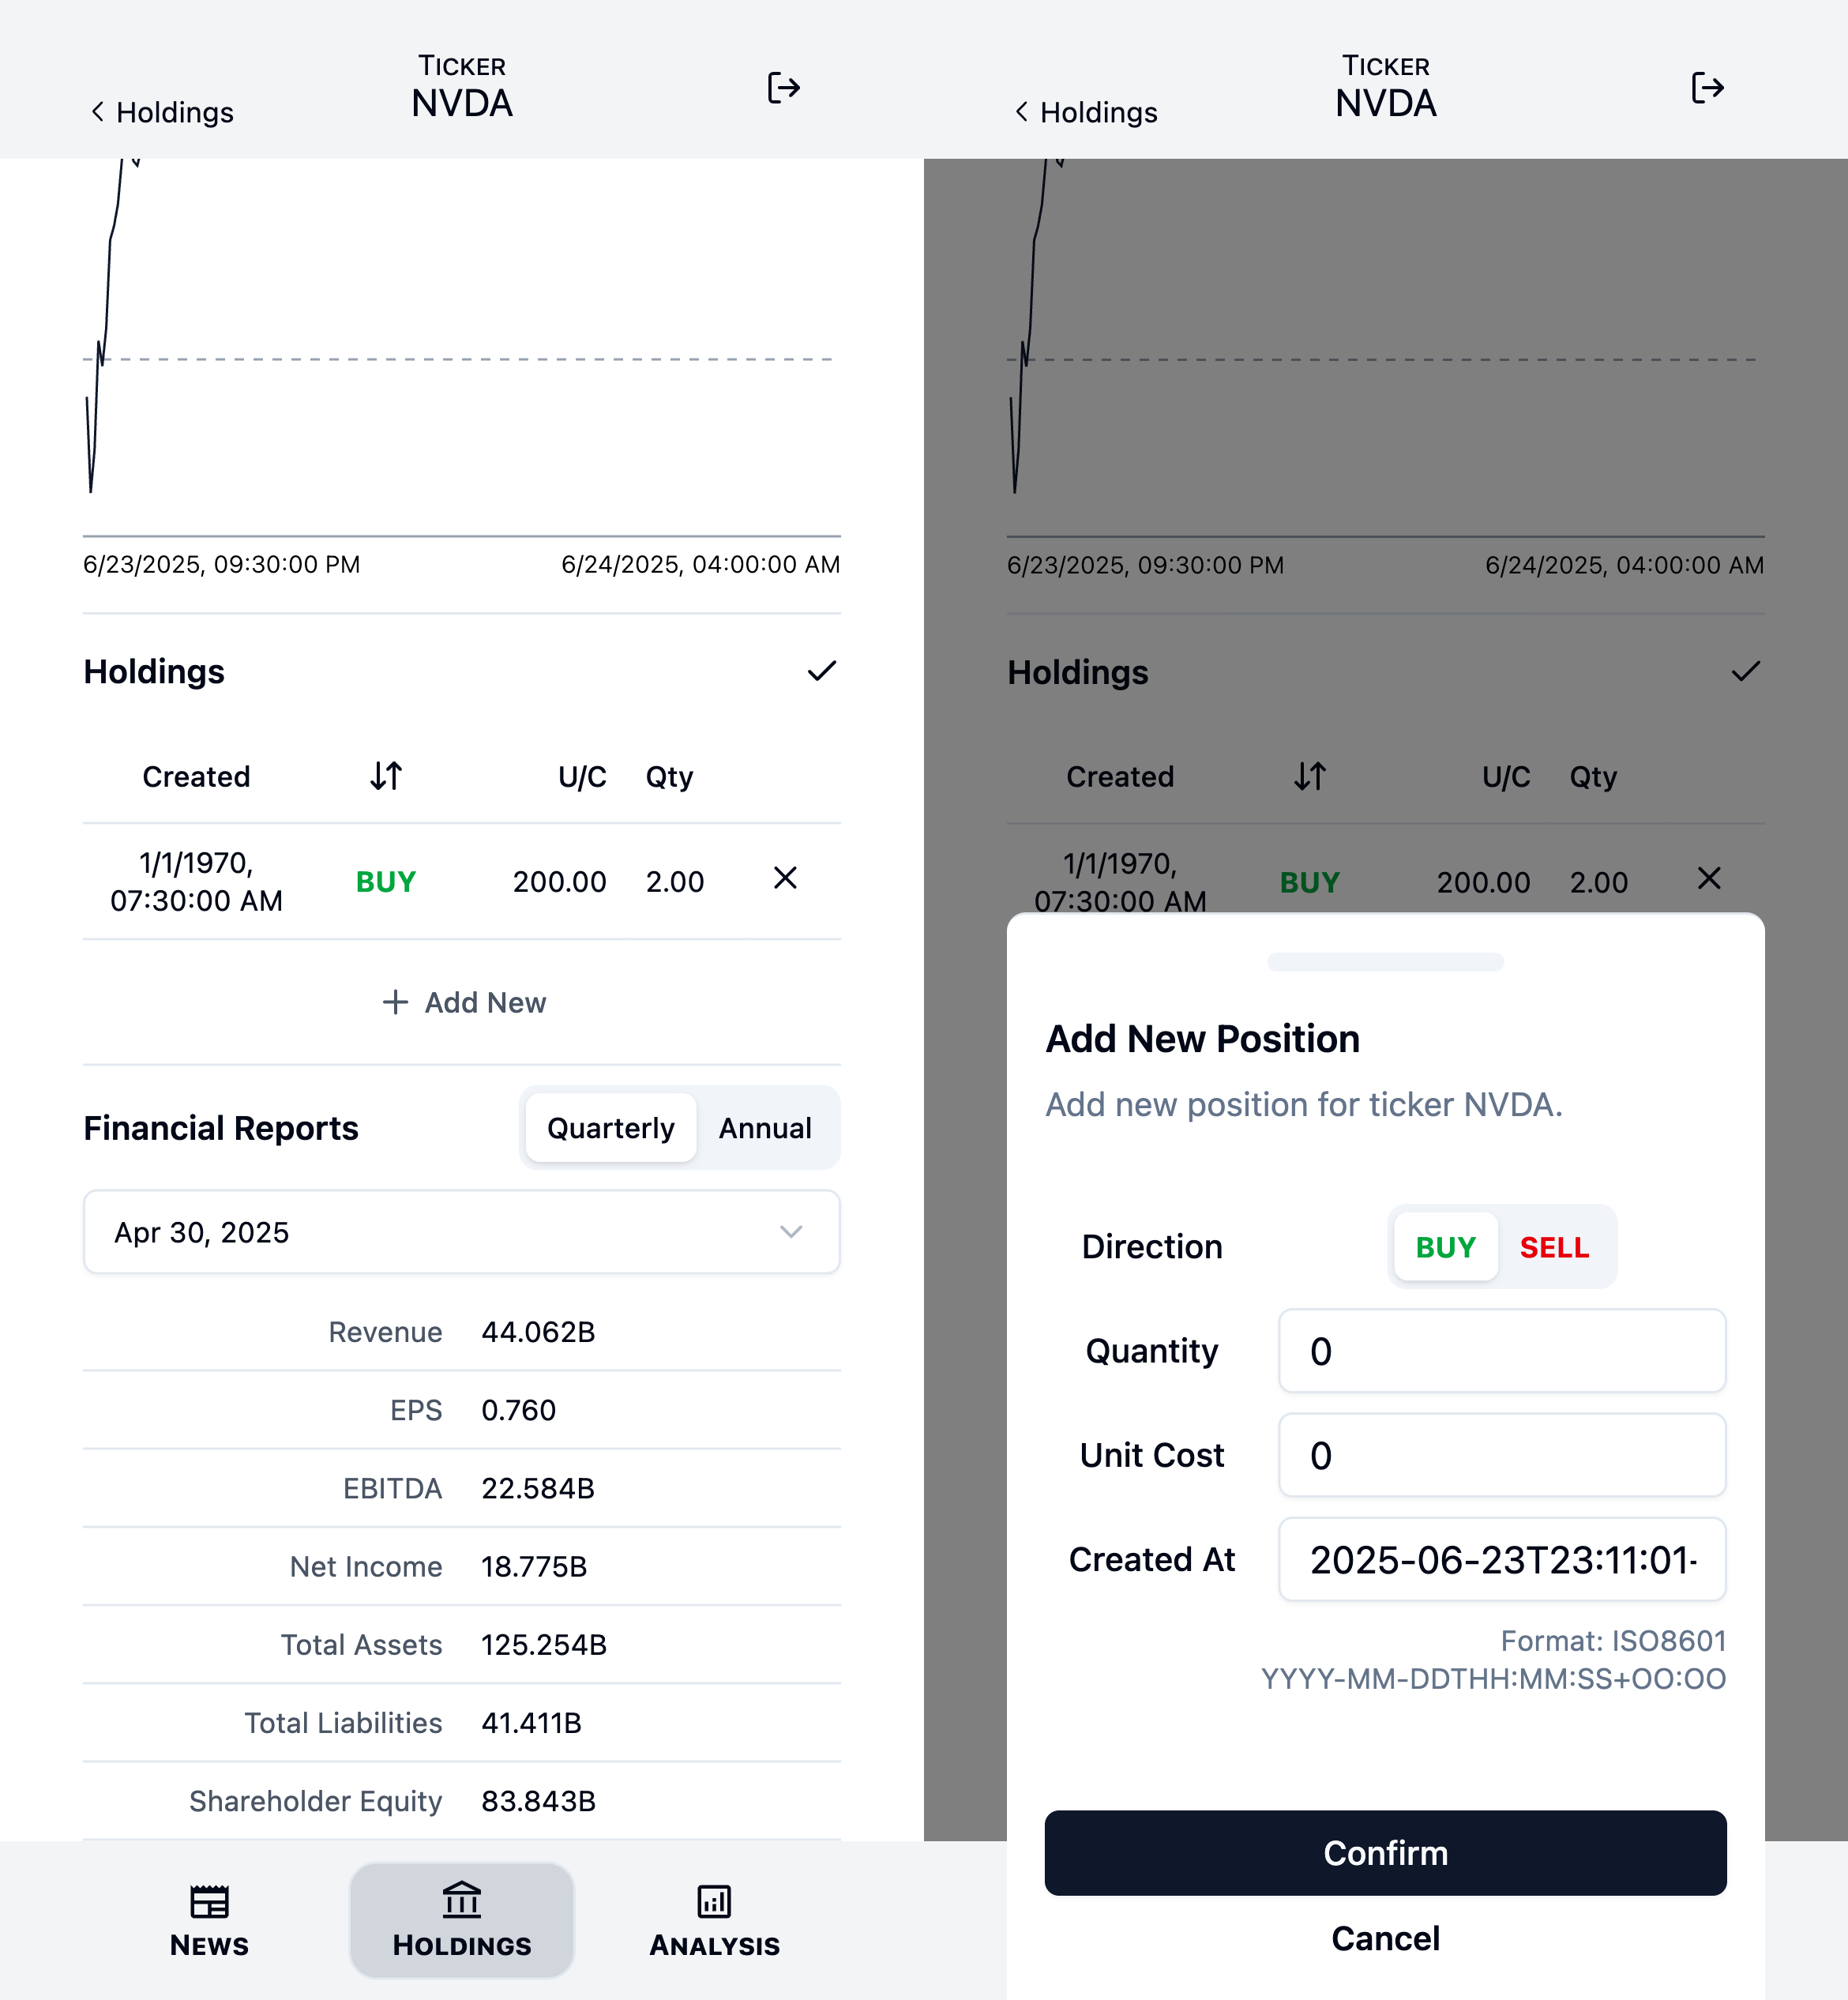 TICKER
NVDA
Holdings
6/23/2025, 09:30:00 PM 6/24/2025, 04:00:00 AM
Holdings
Created U/C Qty
1/1/1970,
07:30:00 AM BUY 200.00 2.00
Add New
Financial Reports Quarterly Annual
Apr 30, 2025
Revenue 44.062B
EPS 0.760
EBITDA 22.584B
Net Income 18.775B
Total Assets 125.254B
Total Liabilities 41.411B
Shareholder Equity 83.843B
NEWS HOLDINGS ANALYSIS
TICKER
NVDA
Holdings
6/23/2025, 09:30:00 PM 6/24/2025, 04:00:00 AM
Holdings
Created U/C Qty
1/1/1970,
07:30:00 AM BUY 200.00 2.00
Add New Position
Add new position for ticker NVDA.
Direction BUY SELL
Quantity 0
Unit Cost 0
Created At 2025-06-23T23:11:01-
Format: ISO8601
YYYY-MM-DDTHH:MM:SS+OO:OO
Confirm
Cancel